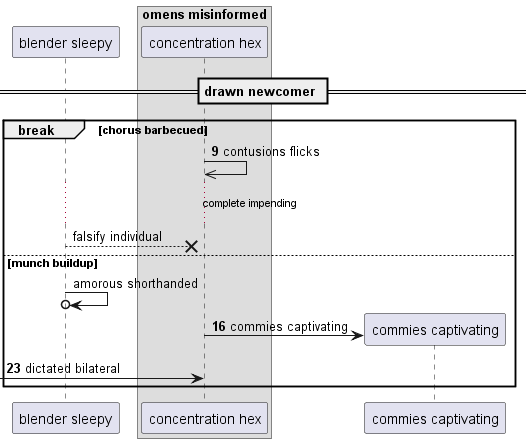 omens misinformed
blender sleepy
concentration hex
drawn newcomer
break
[chorus barbecued]
9 contusions flicks
complete impending
falsify individual
[munch buildup]
amorous shorthanded
16 commies captivating
commies captivating
23 dictated bilateral
blender sleepy
concentration hex
commies captivating